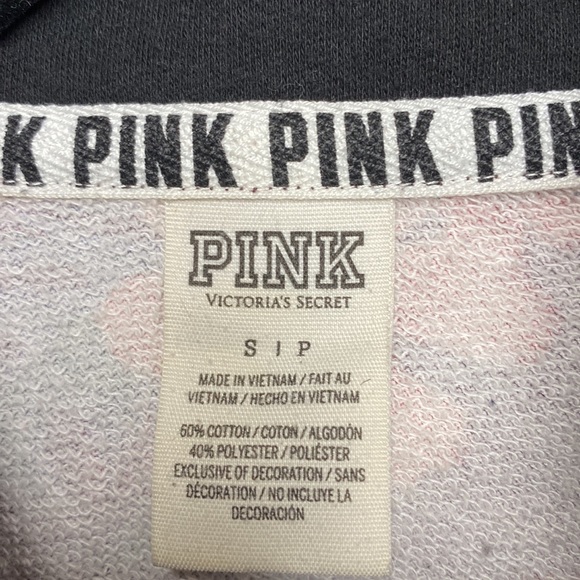 K PINK PINK PIN
PINK
VICTORIA'S SECRET
S | P
MADE IN VIETNAM / FAIT AU
VIETNAM / HECHO EN VIETNAM
60% COTTON / COTON / ALGODÓN
40% POLYESTER / POLIÉSTER
EXCLUSIVE OF DECORATION / SANS
DÉCORATION / NO INCLUYE LA
DECORACIÓN